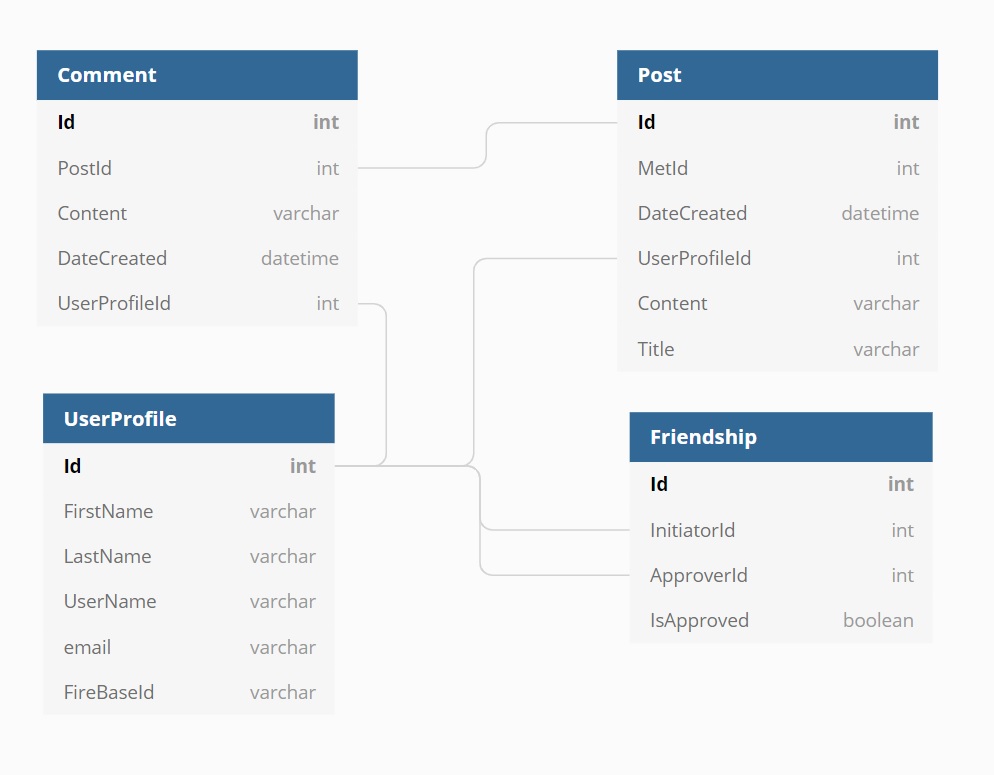 Comment
Id int
PostId int
Content varchar
DateCreated datetime
UserProfileId int
Post
Id int
MetId int
DateCreated datetime
UserProfileId int
Content varchar
Title varchar
UserProfile
Id int
FirstName varchar
LastName varchar
UserName varchar
email varchar
FireBaseId varchar
Friendship
Id int
InitiatorId int
ApproverId int
IsApproved boolean